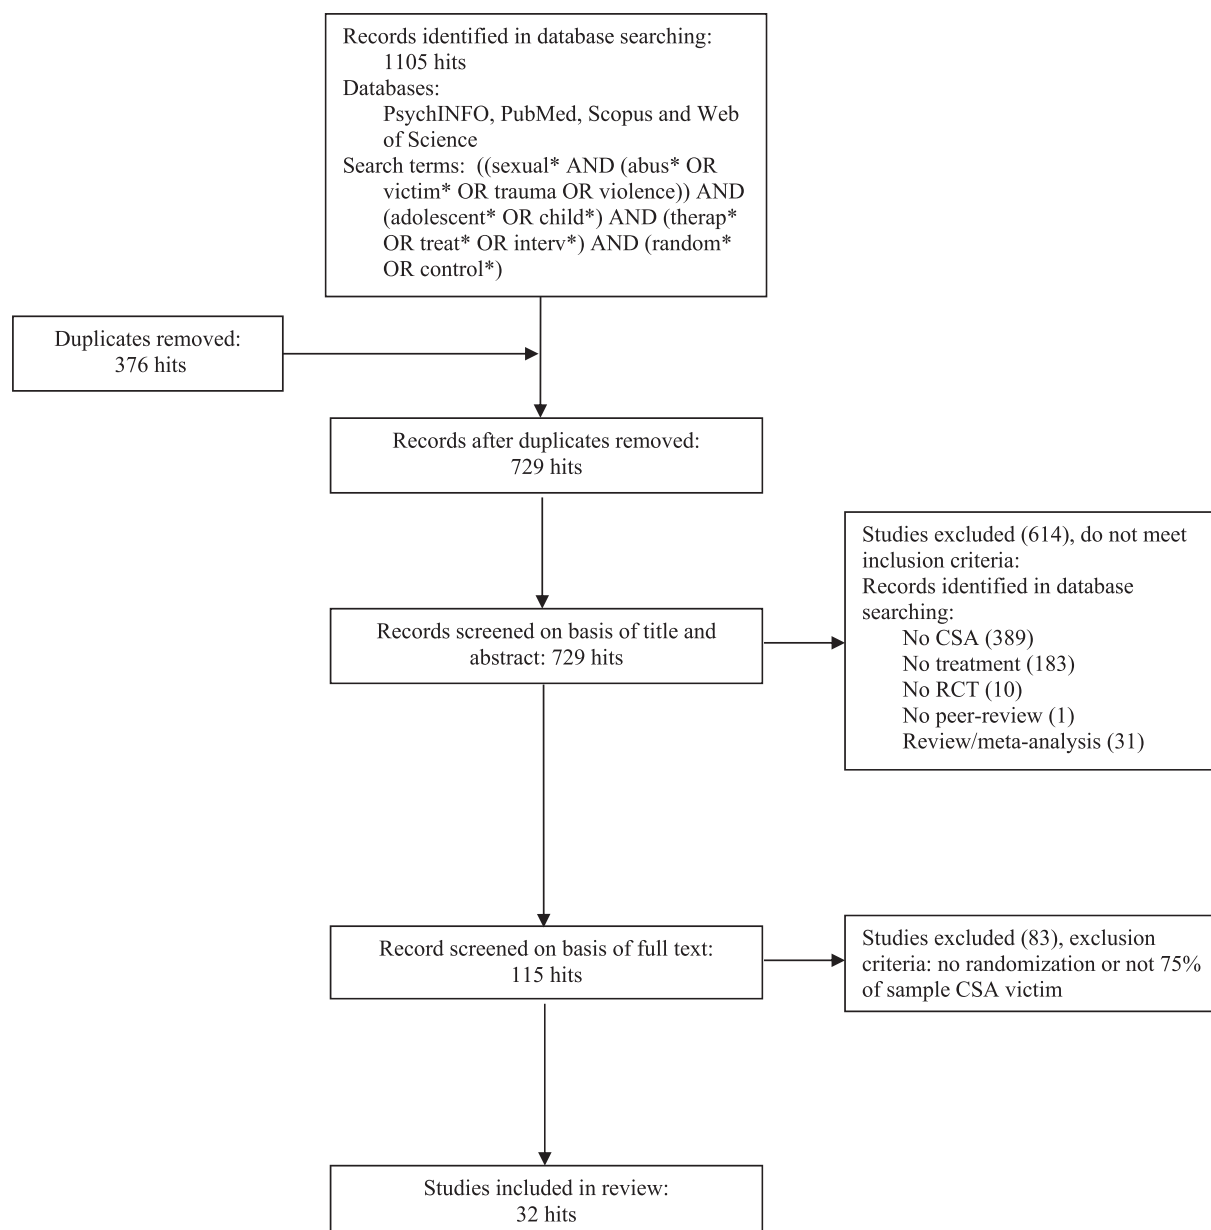 Records identified in database searching:
1105 hits
Databases:
PsychINFO, PubMed, Scopus and Web
of Science
Search terms: ((sexual* AND (abus* OR
victim* OR trauma OR violence)) AND
(adolescent* OR child*) AND (therap*
OR treat* OR interv*) AND (random*
OR control*)
Duplicates removed:
376 hits
Records after duplicates removed:
729 hits
Records screened on basis of title and
abstract: 729 hits
Studies excluded (614), do not meet
inclusion criteria:
Records identified in database
searching:
No CSA (389)
No treatment (183)
No RCT (10)
No peer-review (1)
Review/meta-analysis (31)
Record screened on basis of full text:
115 hits
Studies excluded (83), exclusion
criteria: no randomization or not 75%
of sample CSA victim
Studies included in review:
32 hits